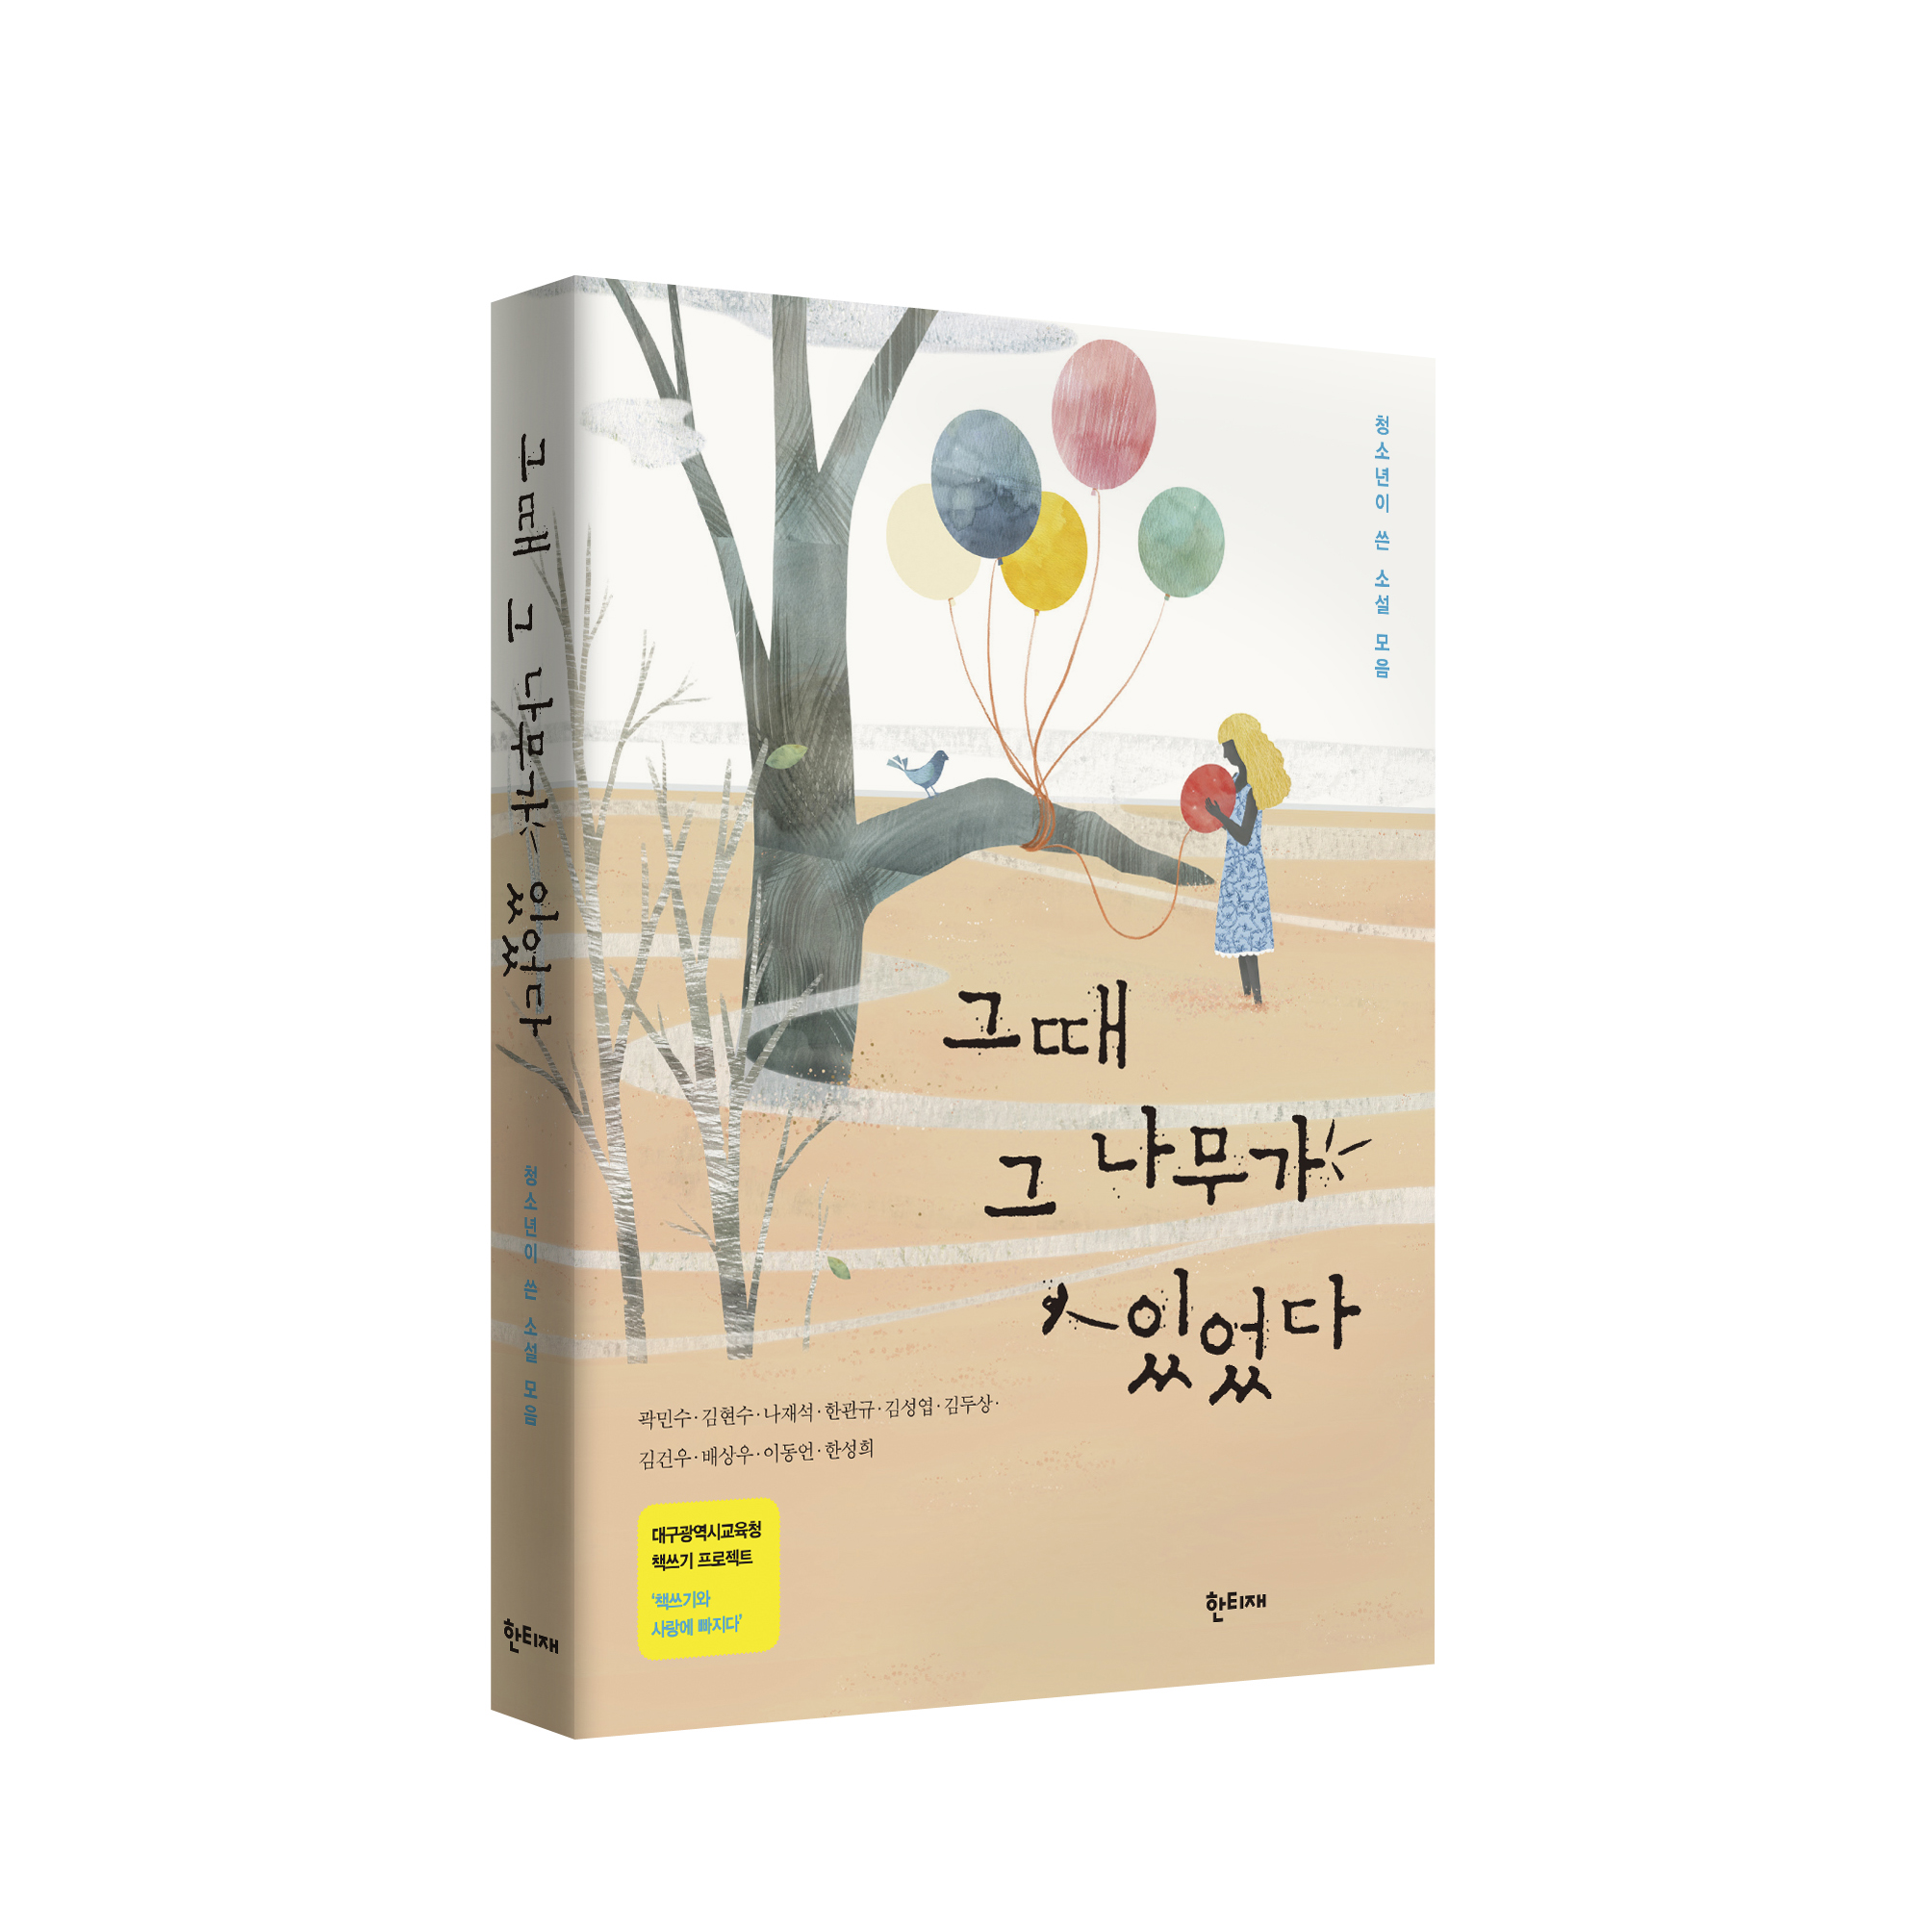 그때 그 나무가 있었다
청소년이 쓴 소설 모음
한티재
청소년이 쓴 소설 모음
그때
그 나무가
있었다
곽민수·김현수·나재석·한관규·김성엽·김두상·
김건우·배상우·이동언·한성희
대구광역시교육청
책쓰기 프로젝트
‘책쓰기와
사랑에 빠지다’
한티재